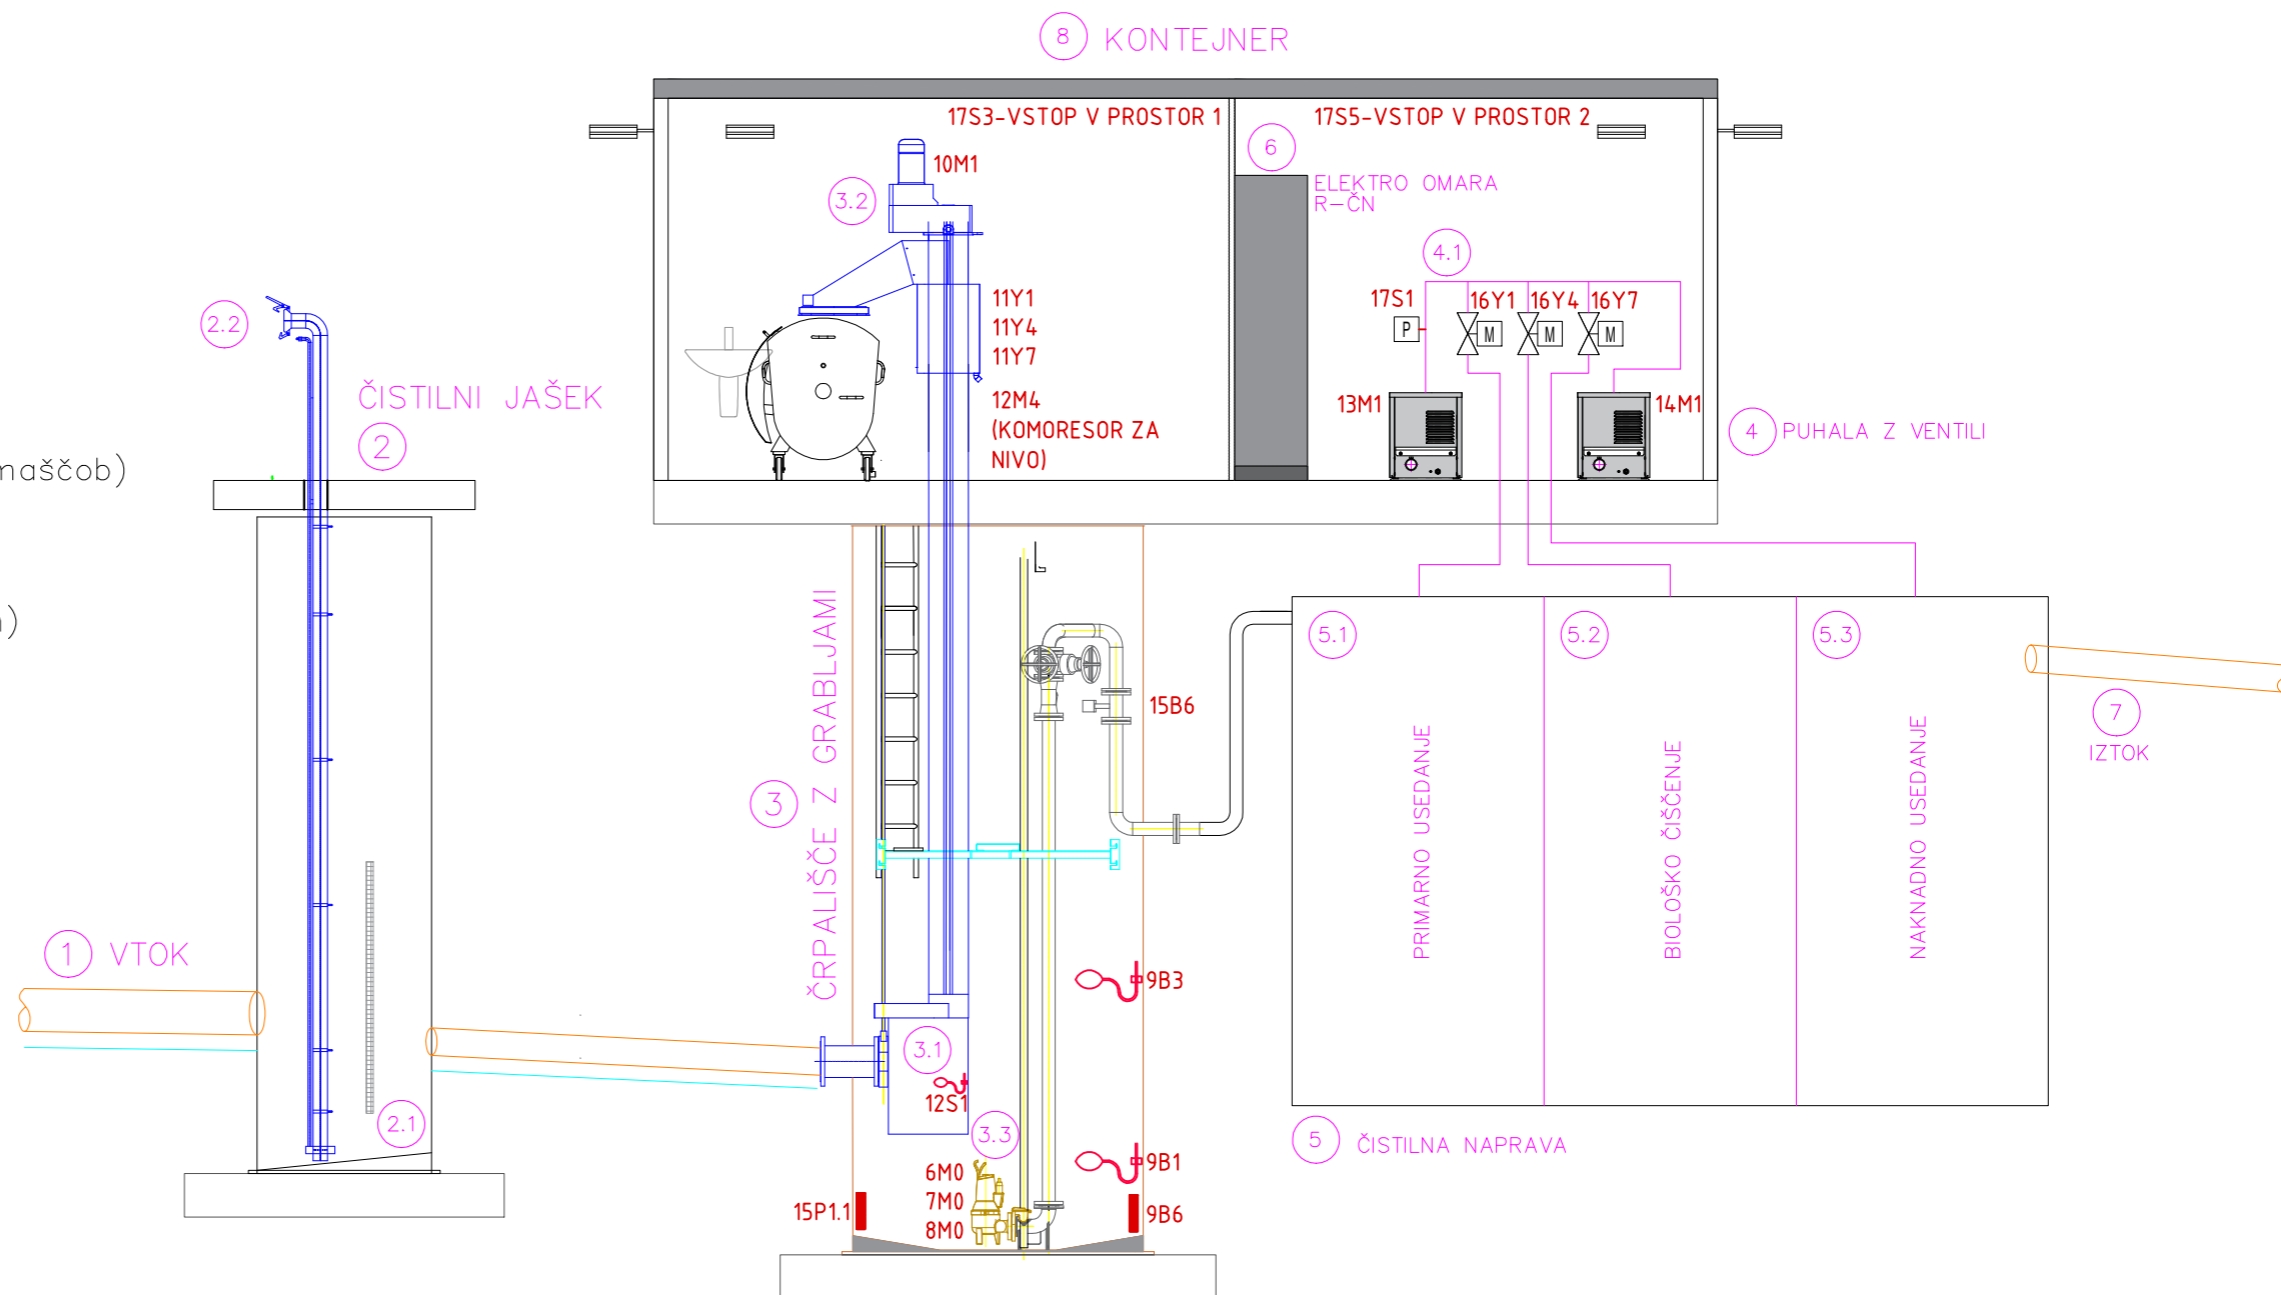 8 KONTEJNER
17S3-VSTOP V PROSTOR 1
17S5-VSTOP V PROSTOR 2
6
ELEKTRO OMARA
R-ČN
10M1
3.2
4.1
11Y1
11Y4
11Y7
17S1
16Y1
16Y4
16Y7
P
M
M
M
2.2
ČISTILNI JAŠEK
2
12M4
(KOMORESOR ZA
NIVO)
13M1
14M1
4 PUHALA Z VENTILI
maščob)
)
3 ČRPALIŠČE Z GRABLJAMI
5.1
5.2
5.3
PRIMARNO USEDANJE
BIOLOŠKO ČIŠČENJE
NAKNADNO USEDANJE
15B6
7
IZTOK
1 VTOK
9B3
3.1
12S1
2.1
3.3
5 ČISTILNA NAPRAVA
9B1
6M0
7M0
8M0
15P1.1
9B6